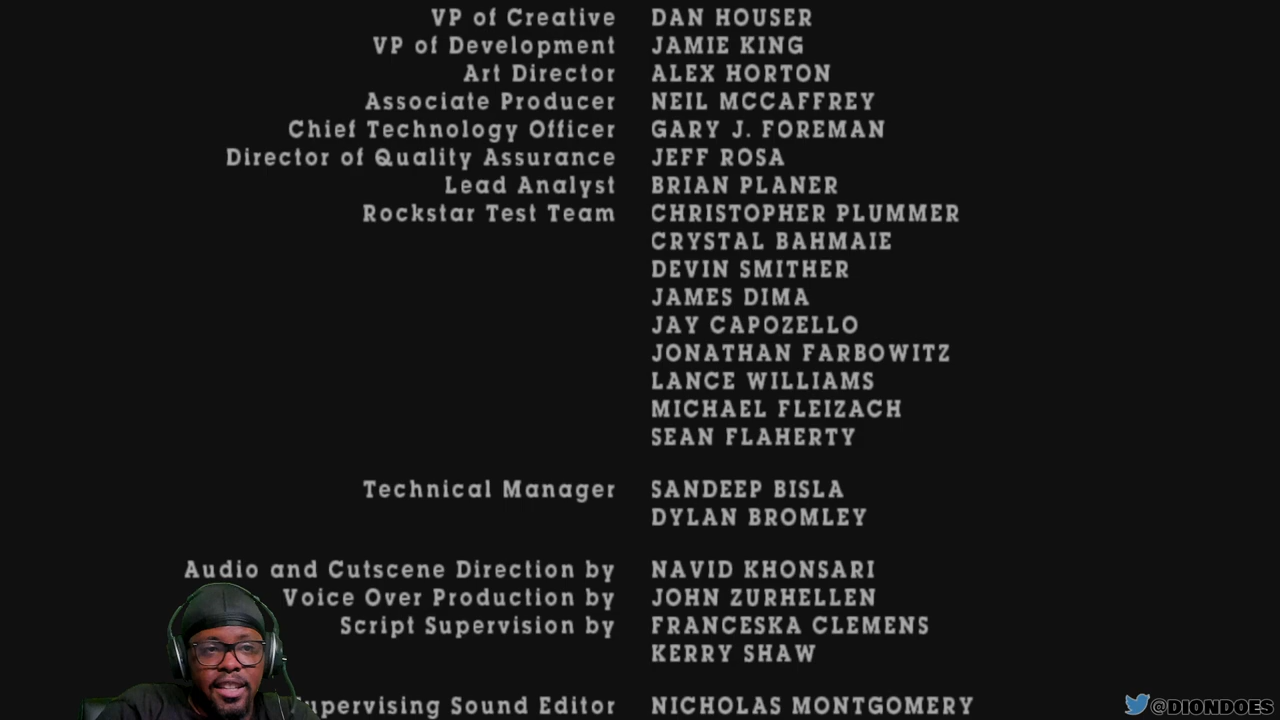 VP of Creative DAN HOUSER
VP of Development JAMIE KING
Art Director ALEX HORTON
Associate Producer NEIL MCCAFFREY
Chief Technology Officer GARY J. FOREMAN
Director of Quality Assurance JEFF ROSA
Lead Analyst BRIAN PLANER
Rockstar Test Team CHRISTOPHER PLUMMER
CRYSTAL BAHMAIE
DEVIN SMITHER
JAMES DIMA
JAY CAPOZELLO
JONATHAN FARBOWITZ
LANCE WILLIAMS
MICHAEL FLEIZACH
SEAN FLAHERTY
Technical Manager SANDEEP BISLA
DYLAN BROMLEY
Audio and Cutscene Direction by NAVID KHONSARI
Voice Over Production by JOHN ZURHELLEN
Script Supervision by FRANCESKA CLEMENS
KERRY SHAW
upervising Sound Editor NICHOLAS MONTGOMERY
@DIONDOES